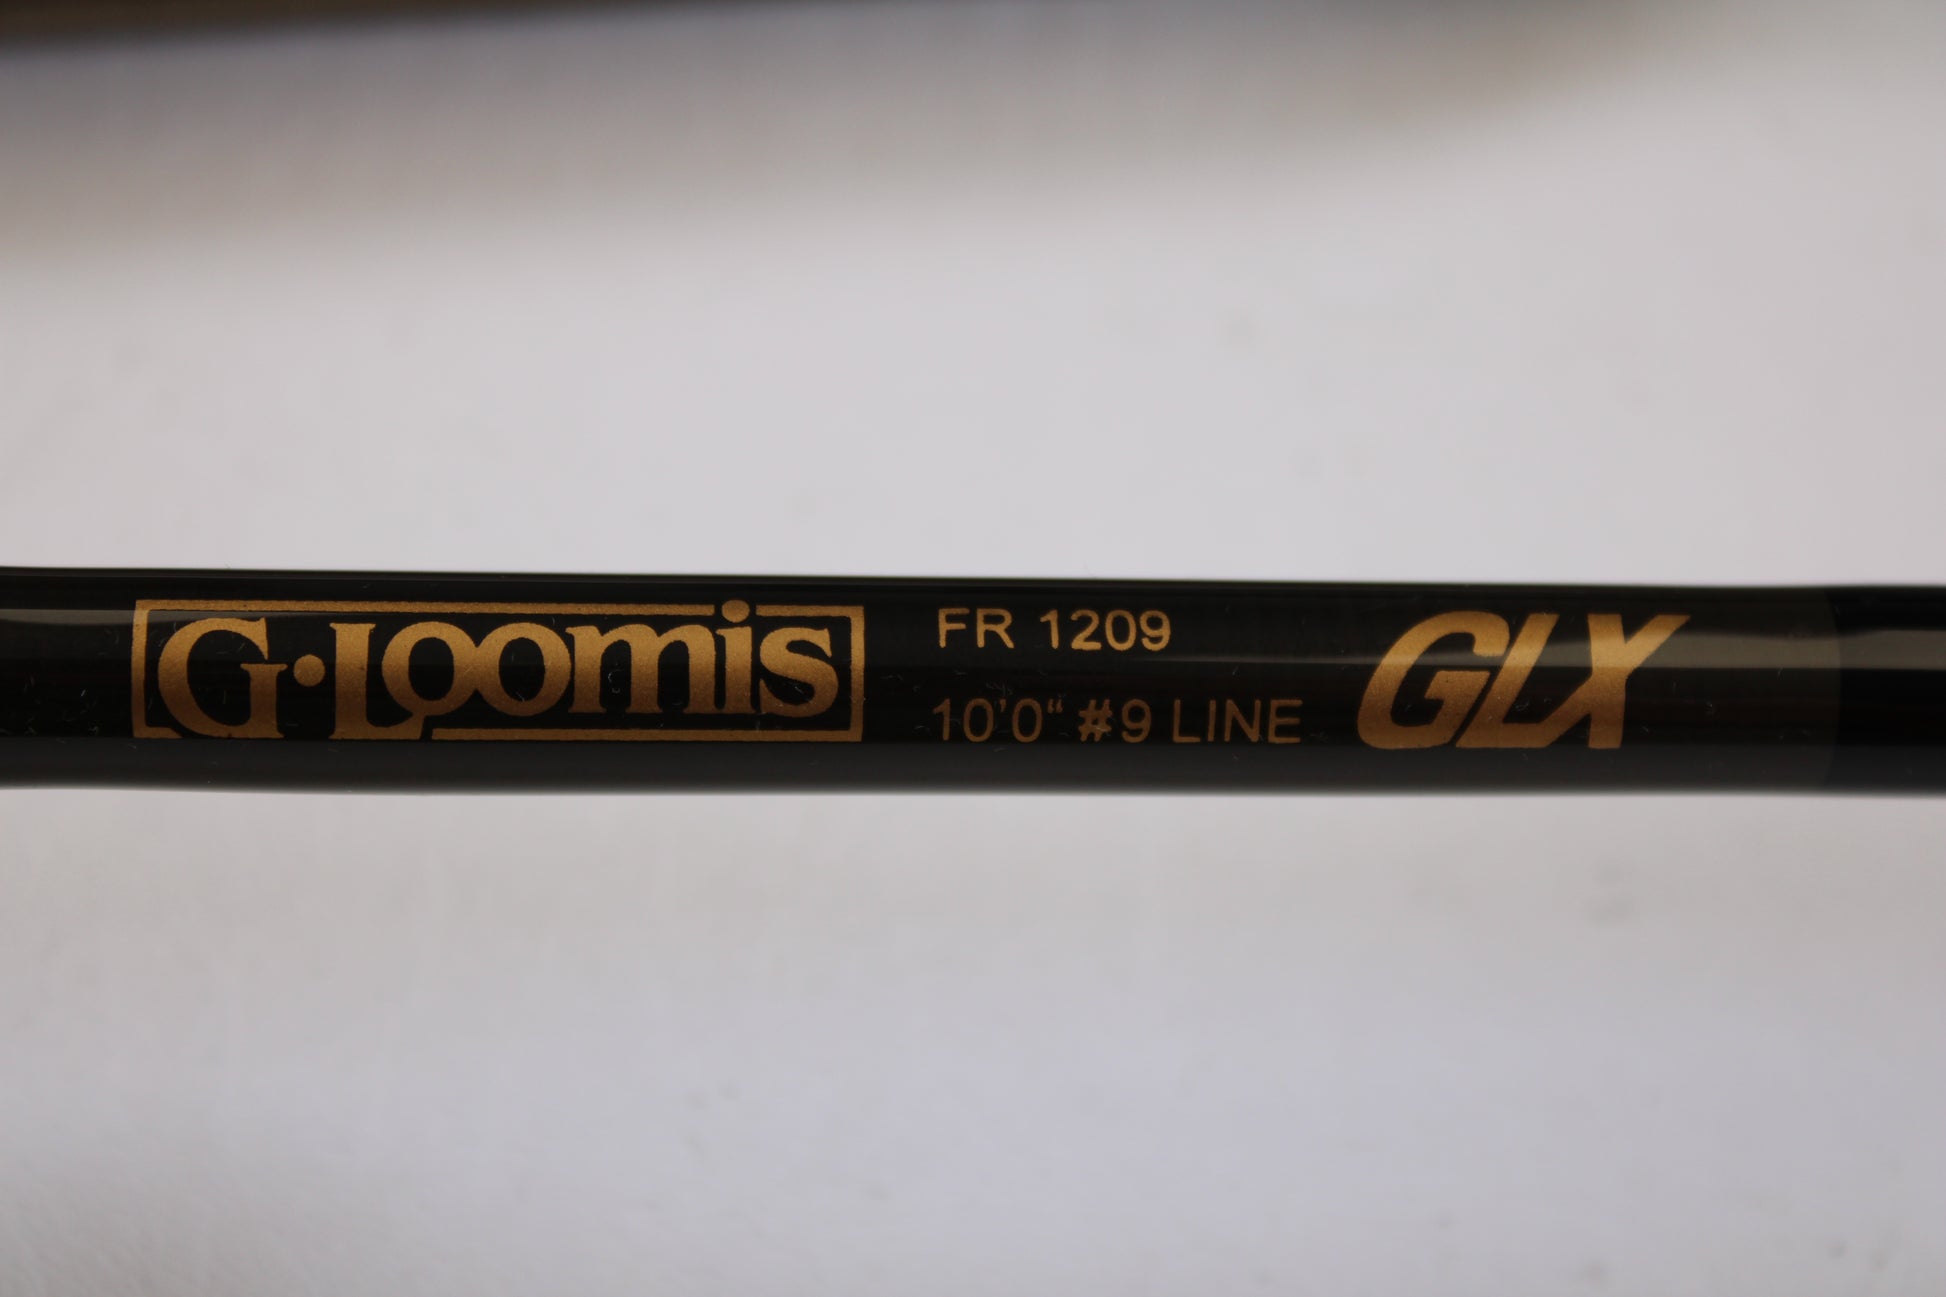 G·Loomis
FR 1209
10'0" #9 LINE
GLX